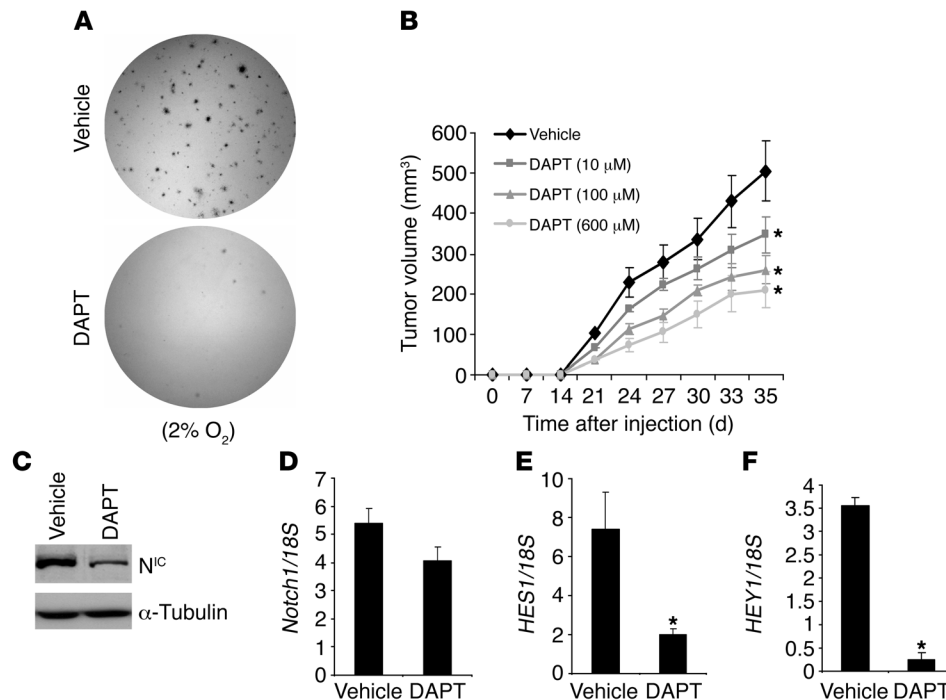 A
Vehicle
DAPT
(2% O₂)
B
Tumor volume (mm³)
600
500
400
300
200
100
0
Vehicle
DAPT (10 μM)
DAPT (100 μM)
DAPT (600 μM)
*
*
*
0 7 14 21 24 27 30 33 35
Time after injection (d)
C
Vehicle DAPT
Nᴵᶜ
α-Tubulin
D
Notch1/18S
7
6
5
4
3
2
1
0
Vehicle DAPT
E
HES1/18S
10
8
6
4
2
0
*
Vehicle DAPT
F
HEY1/18S
4
3.5
3
2.5
2
1.5
1
0.5
0
*
Vehicle DAPT